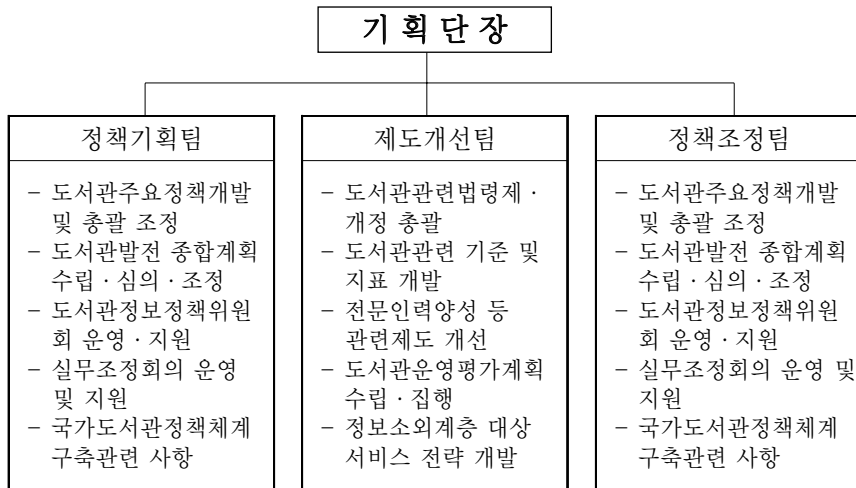 기 획 단 장
정책기획팀
– 도서관주요정책개발
및 총괄 조정
– 도서관발전 종합계획
수립 · 심의 · 조정
– 도서관정보정책위원
회 운영 · 지원
– 실무조정회의 운영
및 지원
– 국가도서관정책체계
구축관련 사항
제도개선팀
– 도서관관련법령제 ·
개정 총괄
– 도서관관련 기준 및
지표 개발
– 전문인력양성 등
관련제도 개선
– 도서관운영평가계획
수립 · 집행
– 정보소외계층 대상
서비스 전략 개발
정책조정팀
– 도서관주요정책개발
및 총괄 조정
– 도서관발전 종합계획
수립 · 심의 · 조정
– 도서관정보정책위원
회 운영 · 지원
– 실무조정회의 운영 및
지원
– 국가도서관정책체계
구축관련 사항